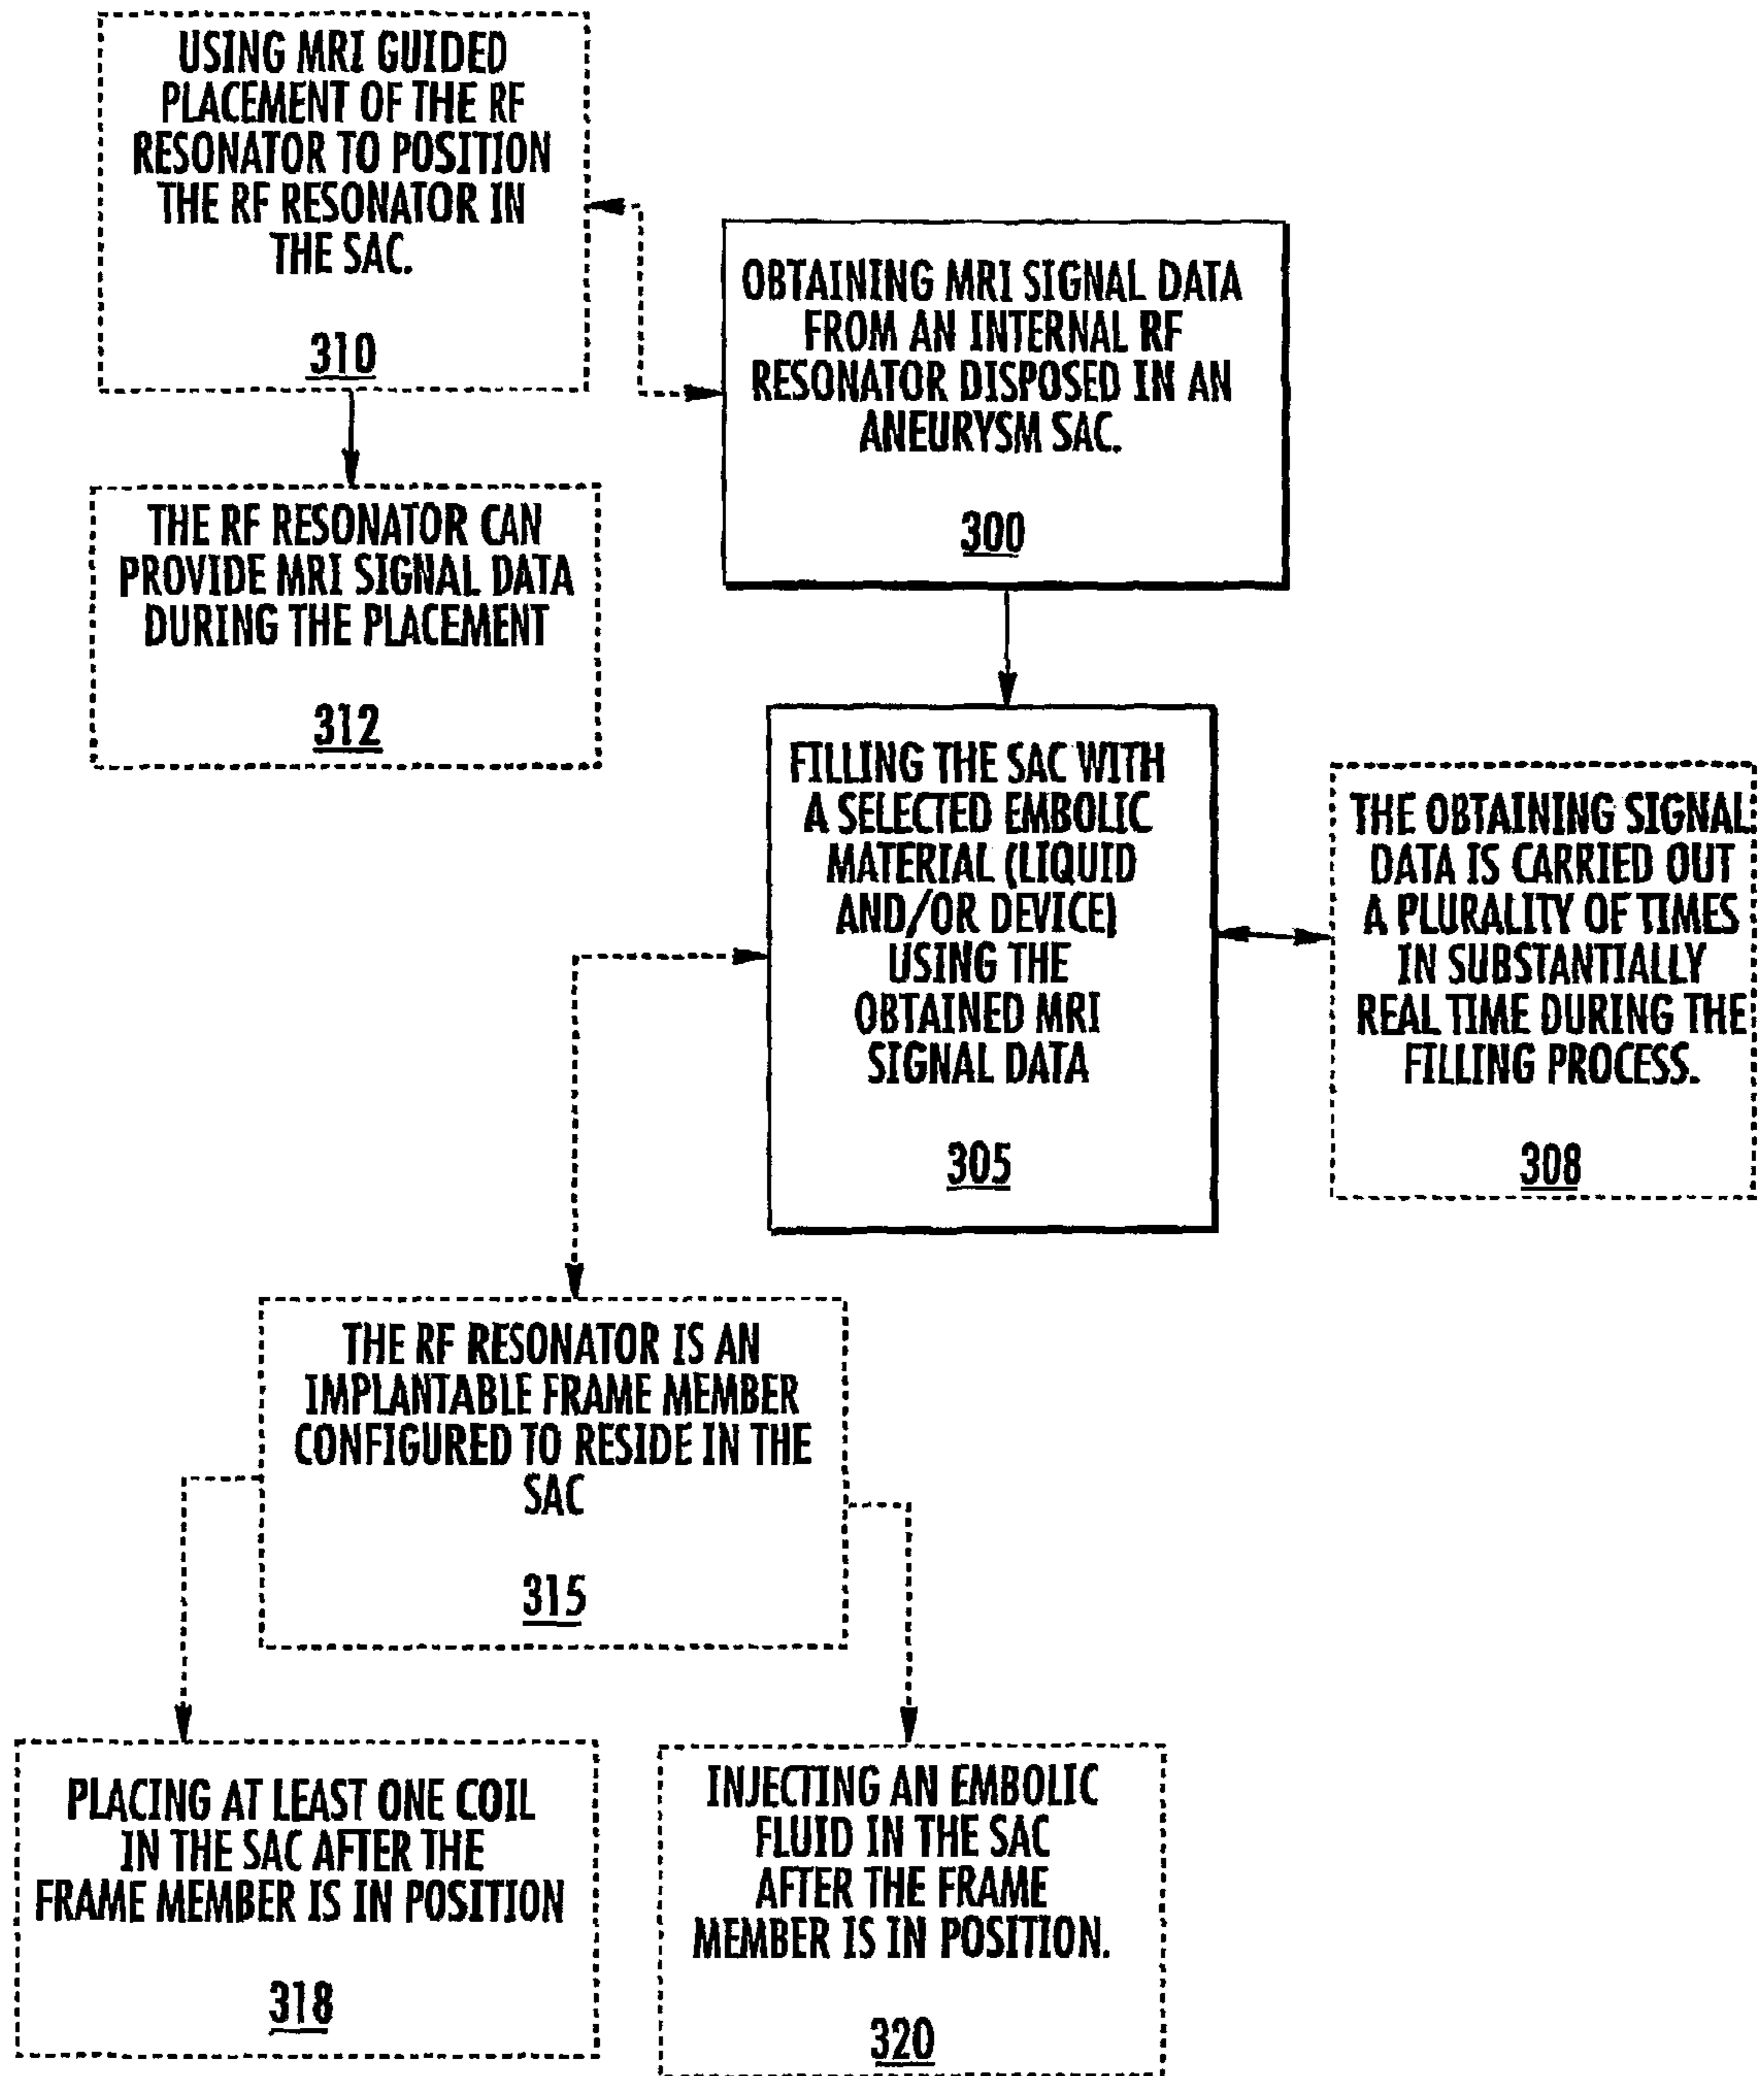 USING MRI GUIDED
PLACEMENT OF THE RF
RESONATOR TO POSITION
THE RF RESONATOR IN
THE SAC.
310
THE RF RESONATOR CAN
PROVIDE MRI SIGNAL DATA
DURING THE PLACEMENT
312
OBTAINING MRI SIGNAL DATA
FROM AN INTERNAL RF
RESONATOR DISPOSED IN AN
ANEURYSM SAC.
300
FILLING THE SAC WITH
A SELECTED EMBOLIC
MATERIAL (LIQUID
AND/OR DEVICE)
USING THE
OBTAINED MRI
SIGNAL DATA
305
THE OBTAINING SIGNAL
DATA IS CARRIED OUT
A PLURALITY OF TIMES
IN SUBSTANTIALLY
REAL TIME DURING THE
FILLING PROCESS.
308
THE RF RESONATOR IS AN
IMPLANTABLE FRAME MEMBER
CONFIGURED TO RESIDE IN THE
SAC
315
PLACING AT LEAST ONE COIL
IN THE SAC AFTER THE
FRAME MEMBER IS IN POSITION
318
INJECTING AN EMBOLIC
FLUID IN THE SAC
AFTER THE FRAME
MEMBER IS IN POSITION.
320